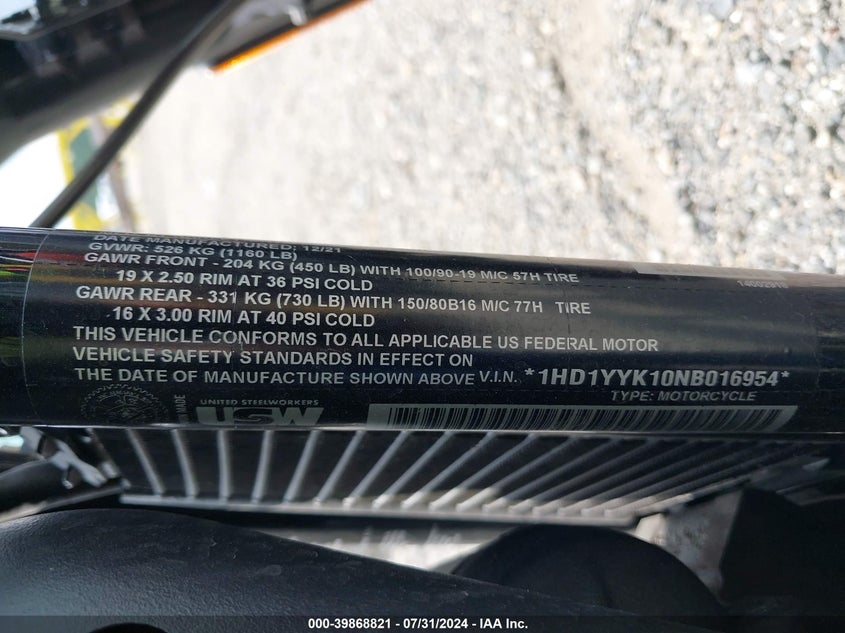 DATE MANUFACTURED: 12/21
GVWR: 526 KG (1160 LB)
GAWR FRONT - 204 KG (450 LB) WITH 100/90-19 M/C 57H TIRE
19 X 2.50 RIM AT 36 PSI COLD
GAWR REAR - 331 KG (730 LB) WITH 150/80B16 M/C 77H TIRE
16 X 3.00 RIM AT 40 PSI COLD
THIS VEHICLE CONFORMS TO ALL APPLICABLE US FEDERAL MOTOR
VEHICLE SAFETY STANDARDS IN EFFECT ON
THE DATE OF MANUFACTURE SHOWN ABOVE V.I.N. *1HD1YYK10NB016954*
TYPE: MOTORCYCLE
MADE
UNITED STEELWORKERS
USW
000-39868821 / 07/31/2024 - IAA Inc.